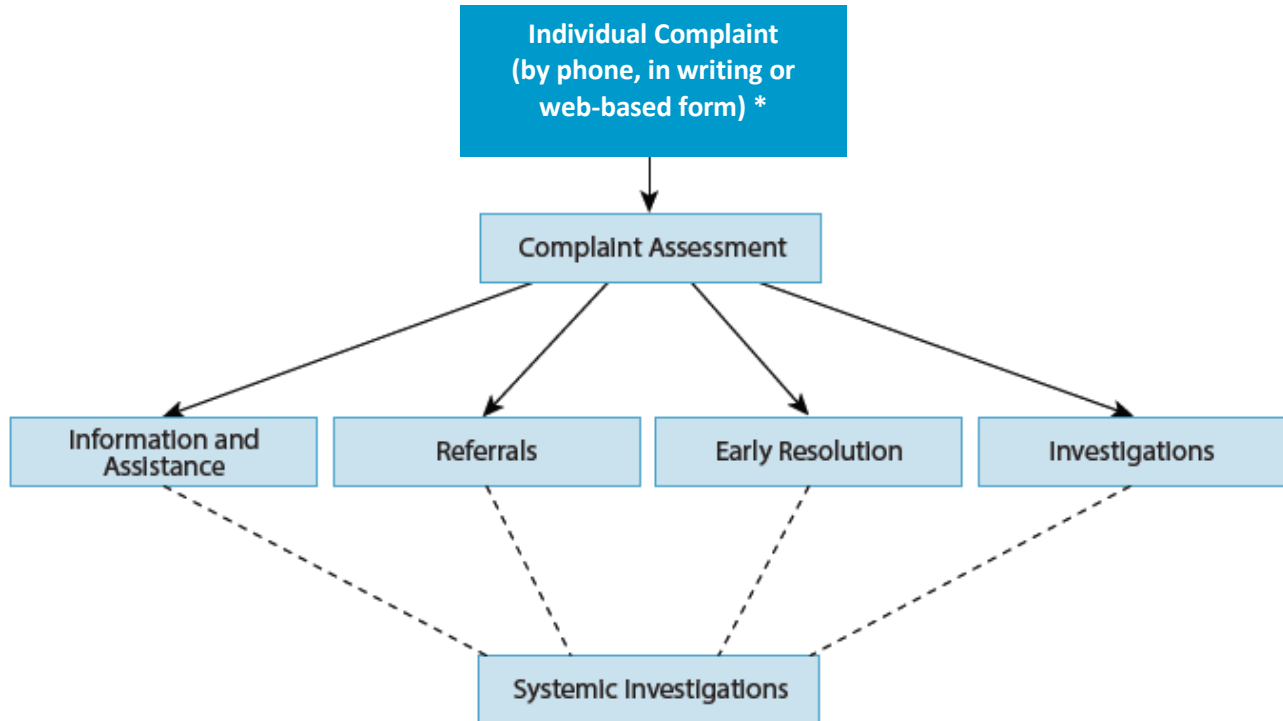 Individual Complaint
(by phone, in writing or
web-based form) *
Complaint Assessment
Information and
Assistance
Referrals
Early Resolution
Investigations
Systemic Investigations